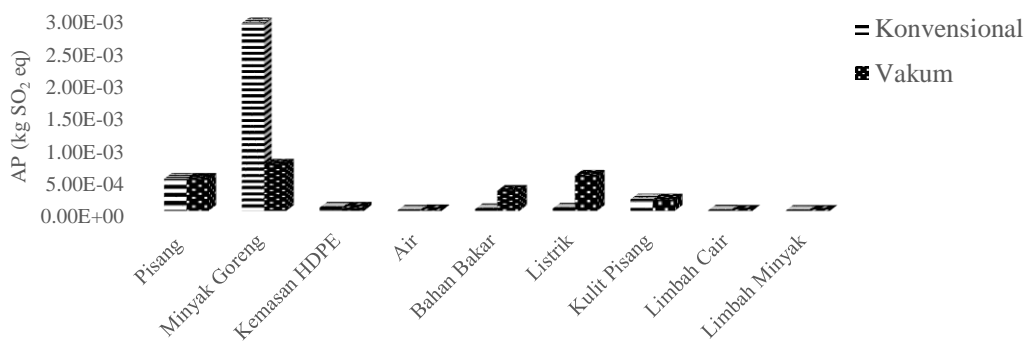 3.00E-03
2.50E-03
2.00E-03
1.50E-03
1.00E-03
5.00E-04
0.00E+00
AP (kg SO₂ eq)
Konvensional
Vakum
Pisang
Minyak Goreng
Kemasan HDPE
Air
Bahan Bakar
Listrik
Kulit Pisang
Limbah Cair
Limbah Minyak